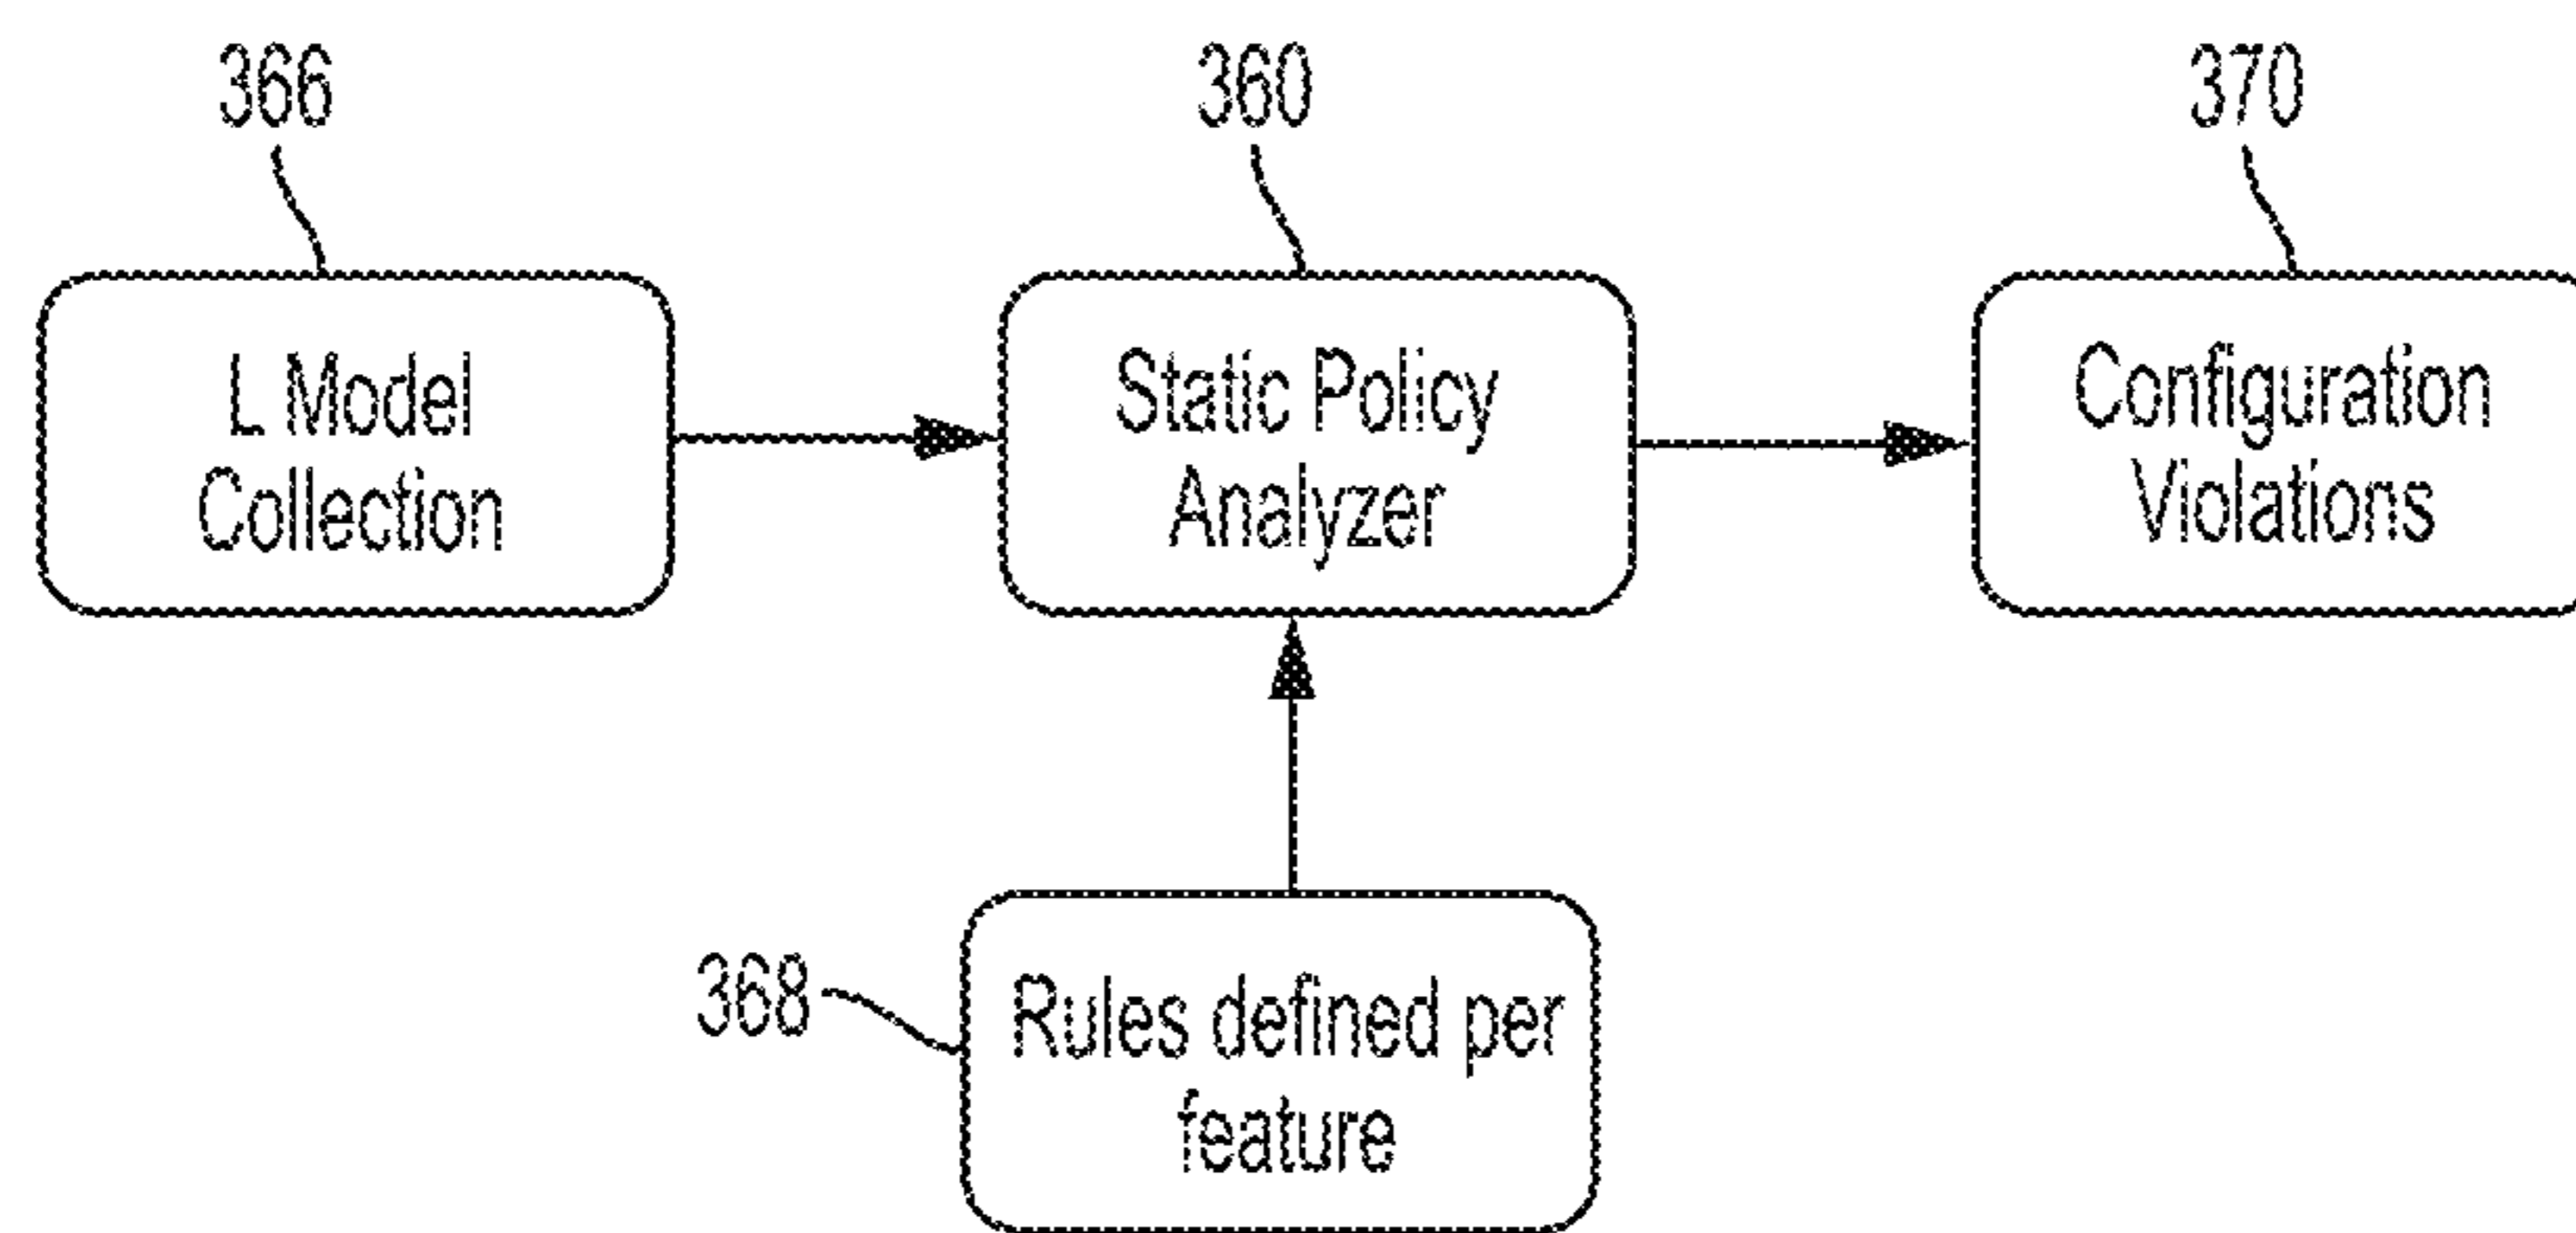 366
360
370
L Model
Collection
Static Policy
Analyzer
Configuration
Violations
368
Rules defined per
feature